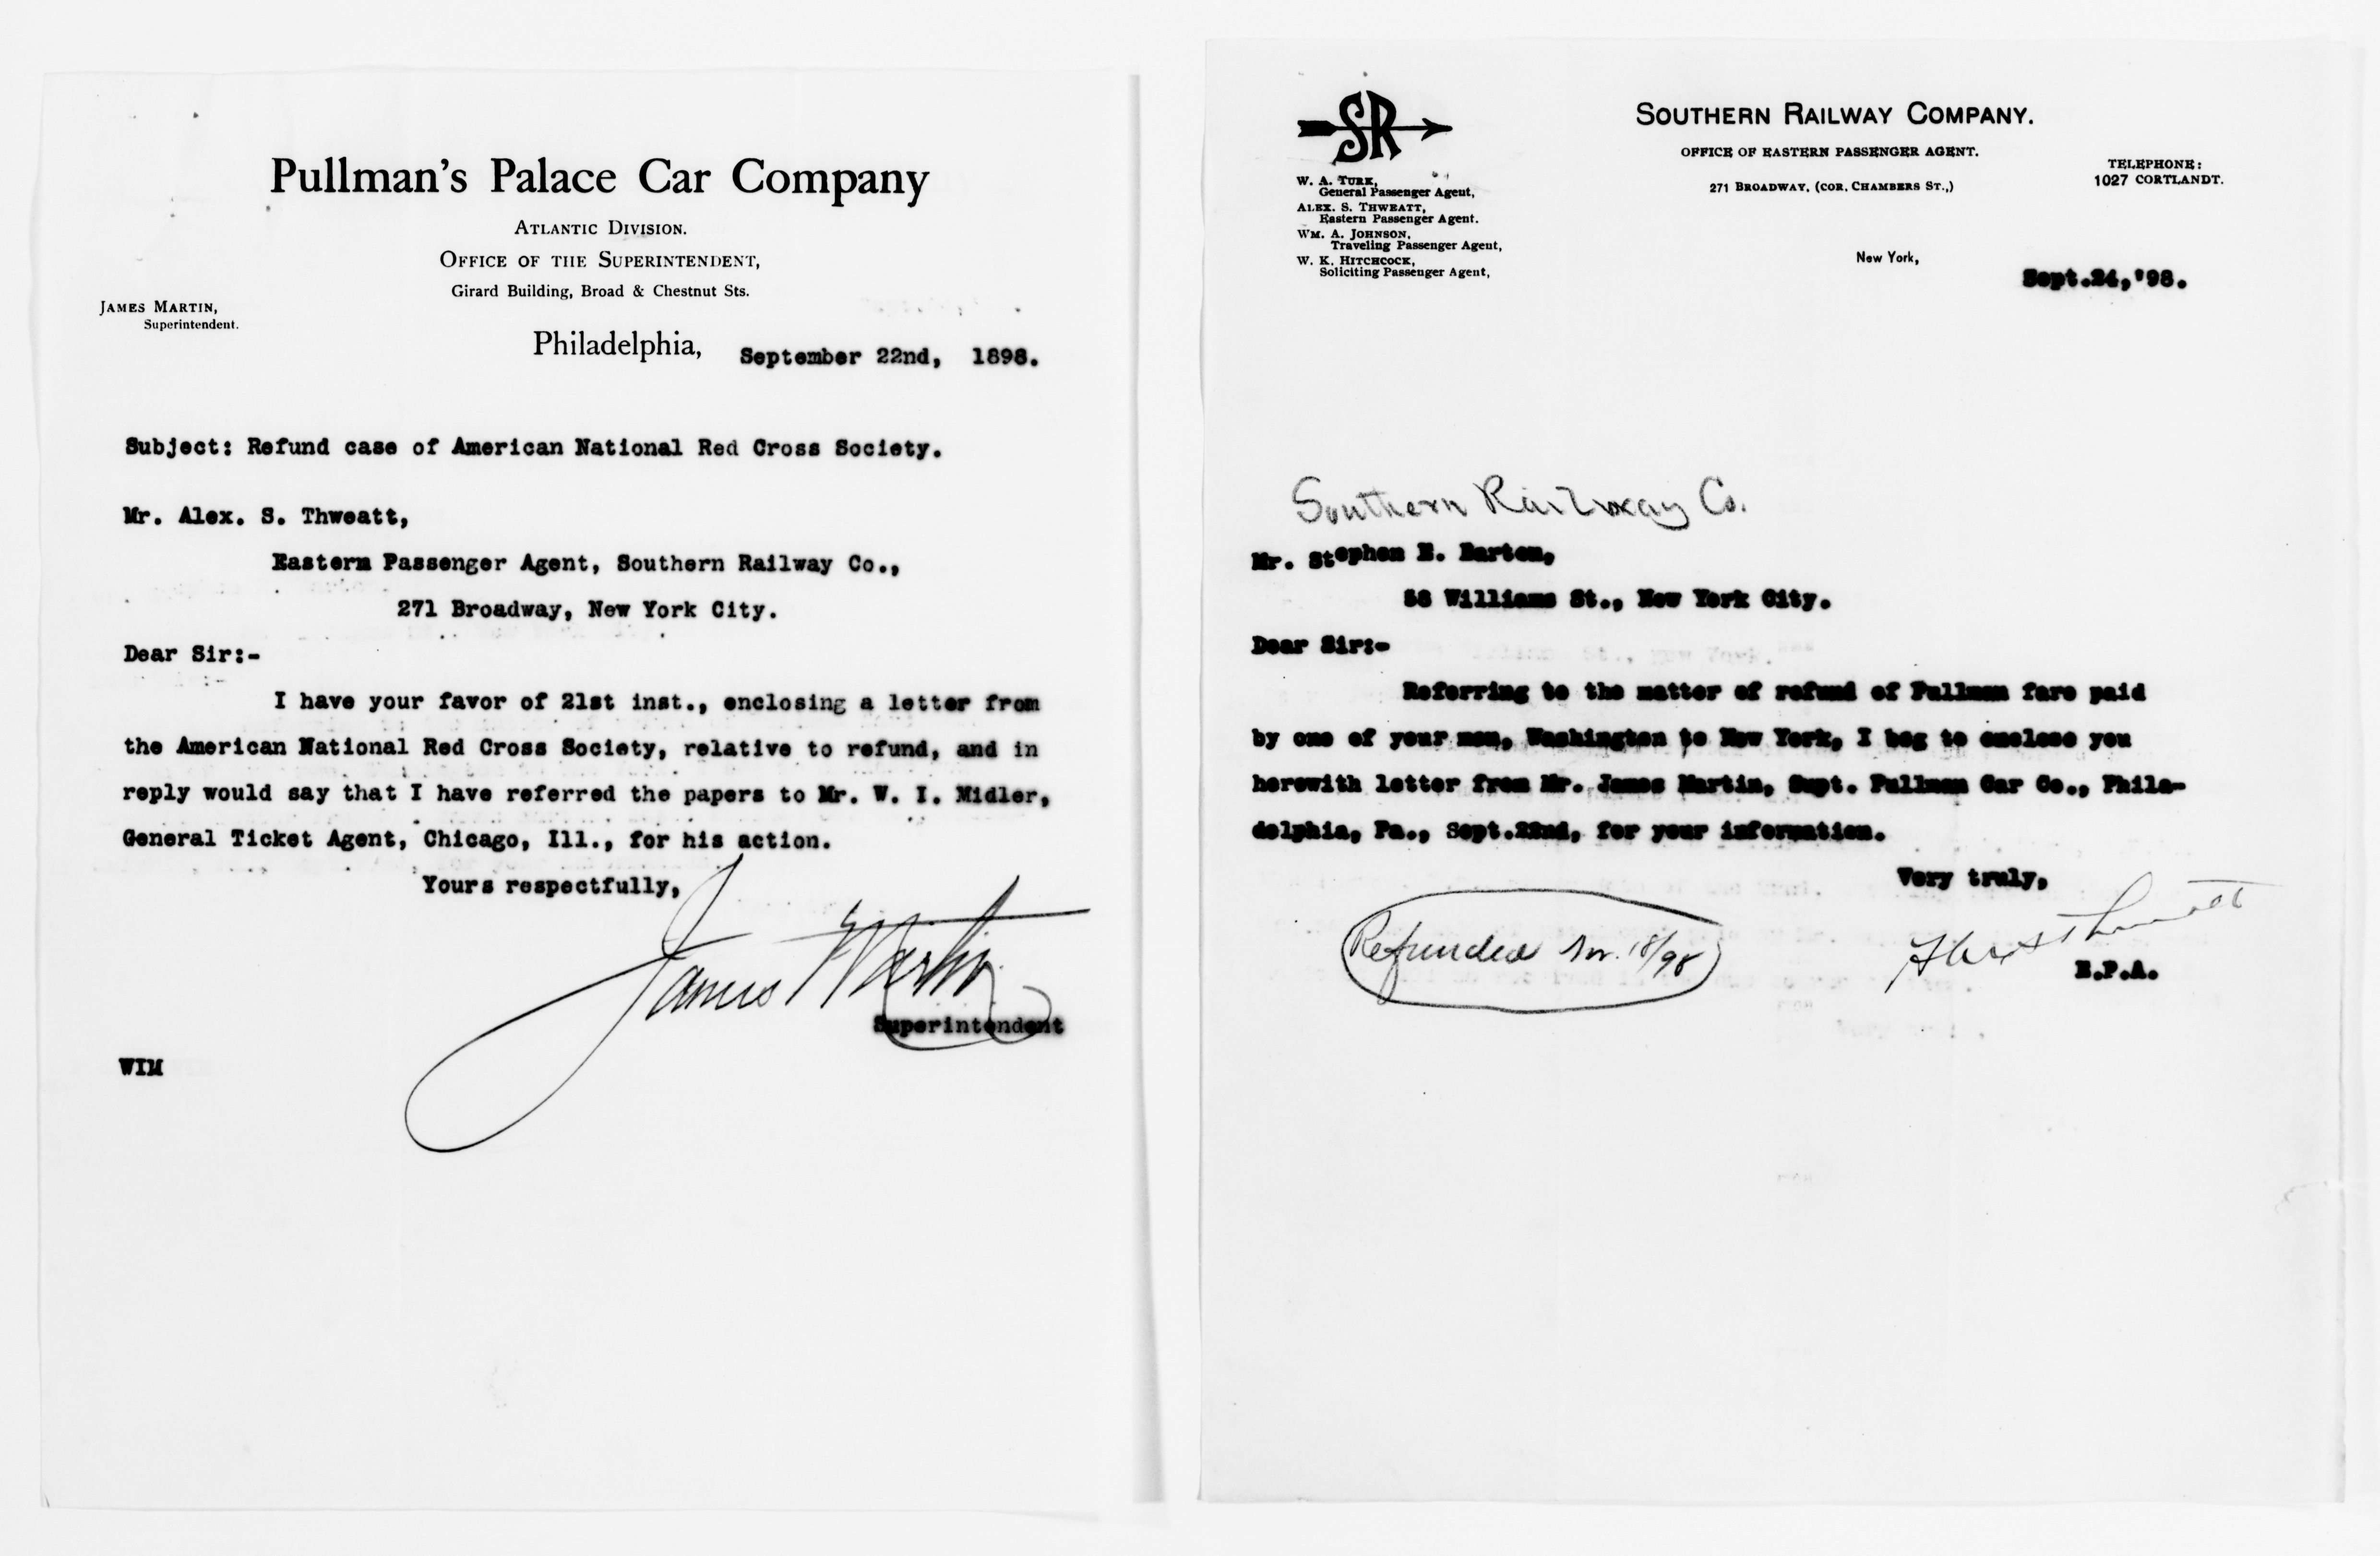 Pullman's Palace Car Company
ATLANTIC DIVISION.
OFFICE OF THE SUPERINTENDENT,
Girard Building, Broad & Chestnut Sts.
JAMES MARTIN,
Superintendent.
Philadelphia, September 22nd, 1898.
Subject: Refund case of American National Red Cross Society.
Mr. Alex. S. Thweatt,
Eastern Passenger Agent, Southern Railway Co.,
271 Broadway, New York City.
Dear Sir:-
I have your favor of 21st inst., enclosing a letter from
the American National Red Cross Society, relative to refund, and in
reply would say that I have referred the papers to Mr. W. I. Midler,
General Ticket Agent, Chicago, Ill., for his action.
Yours respectfully,
James Martin
Superintendent
WIM
SR
SOUTHERN RAILWAY COMPANY.
OFFICE OF EASTERN PASSENGER AGENT.
271 BROADWAY, (COR. CHAMBERS ST.,)
TELEPHONE:
1027 CORTLANDT.
W. A. TURK,
General Passenger Agent,
ALEX. S. THWEATT,
Eastern Passenger Agent.
WM. A. JOHNSON,
Traveling Passenger Agent,
W. K. HITCHCOCK,
Soliciting Passenger Agent,
New York, Sept.24,'98.
Southern Railway Co.
Mr. Stephen E. Barton,
58 Williams St., New York City.
Dear Sir:-
Referring to the matter of refund of Pullman fare paid
by one of your men, Washington to New York, I beg to enclose you
herewith letter from Mr. James Martin, Supt. Pullman Car Co., Phila-
delphia, Pa., Sept.22nd, for your information.
Very truly,
Alex S Thweatt
E.P.A.
Refunded Nov. 18/98